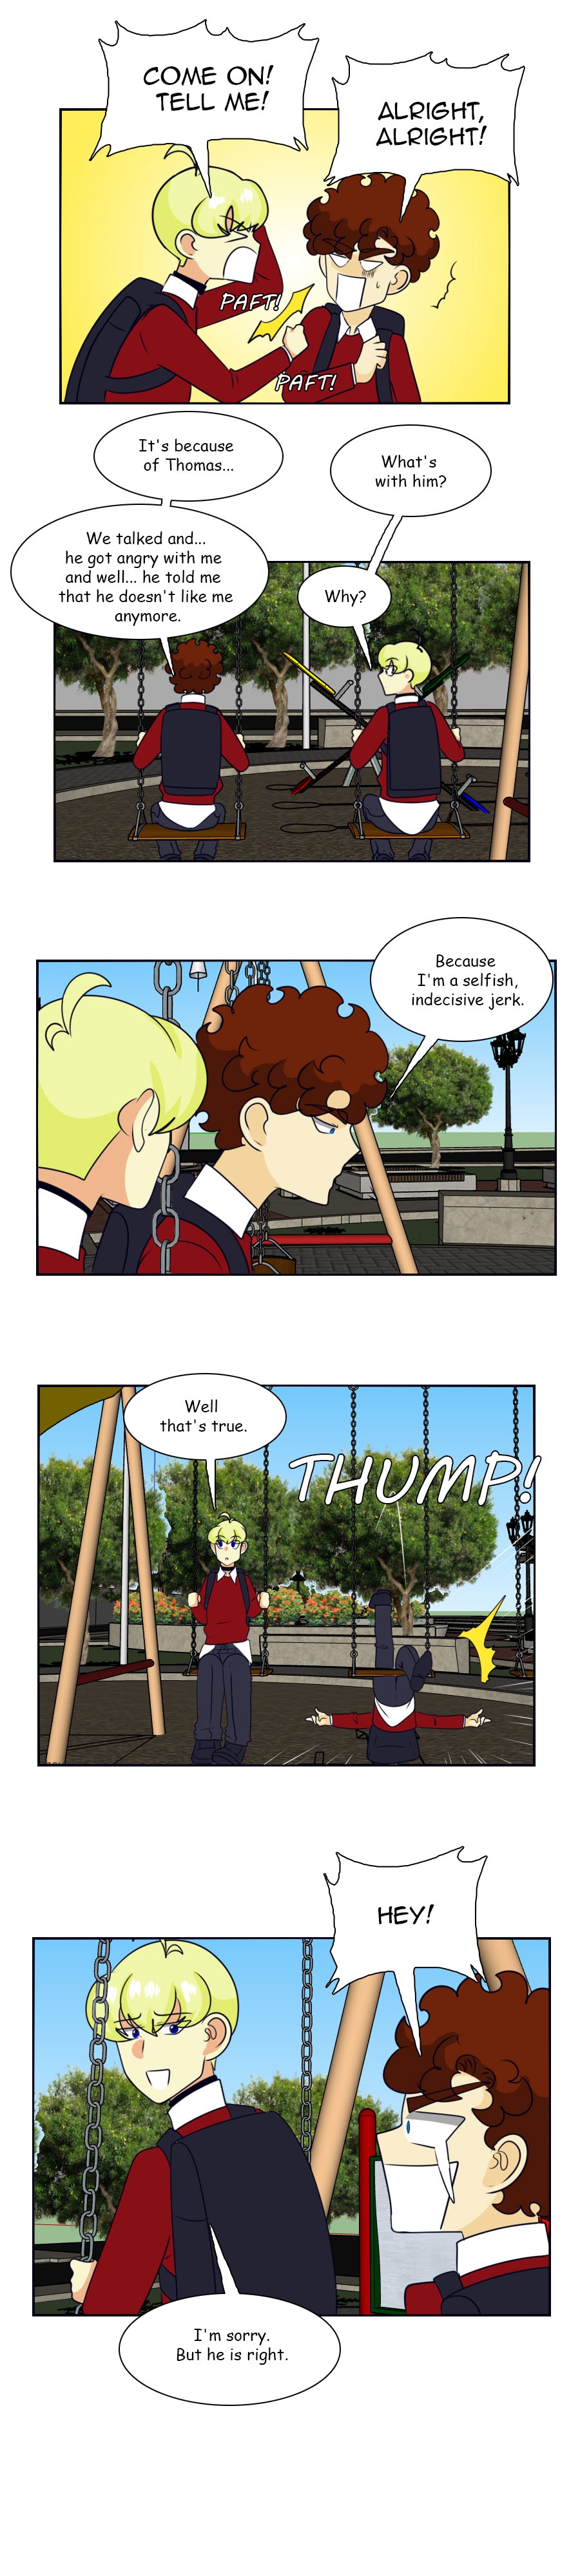 COME ON!
TELL ME!
ALRIGHT,
ALRIGHT!
PAFT!
PAFT!
It's because
of Thomas...
What's
with him?
We talked and...
he got angry with me
and well... he told me
that he doesn't like me
anymore.
Why?
Because
I'm a selfish,
indecisive jerk.
Well
that's true.
THUMP!
HEY!
I'm sorry.
But he is right.